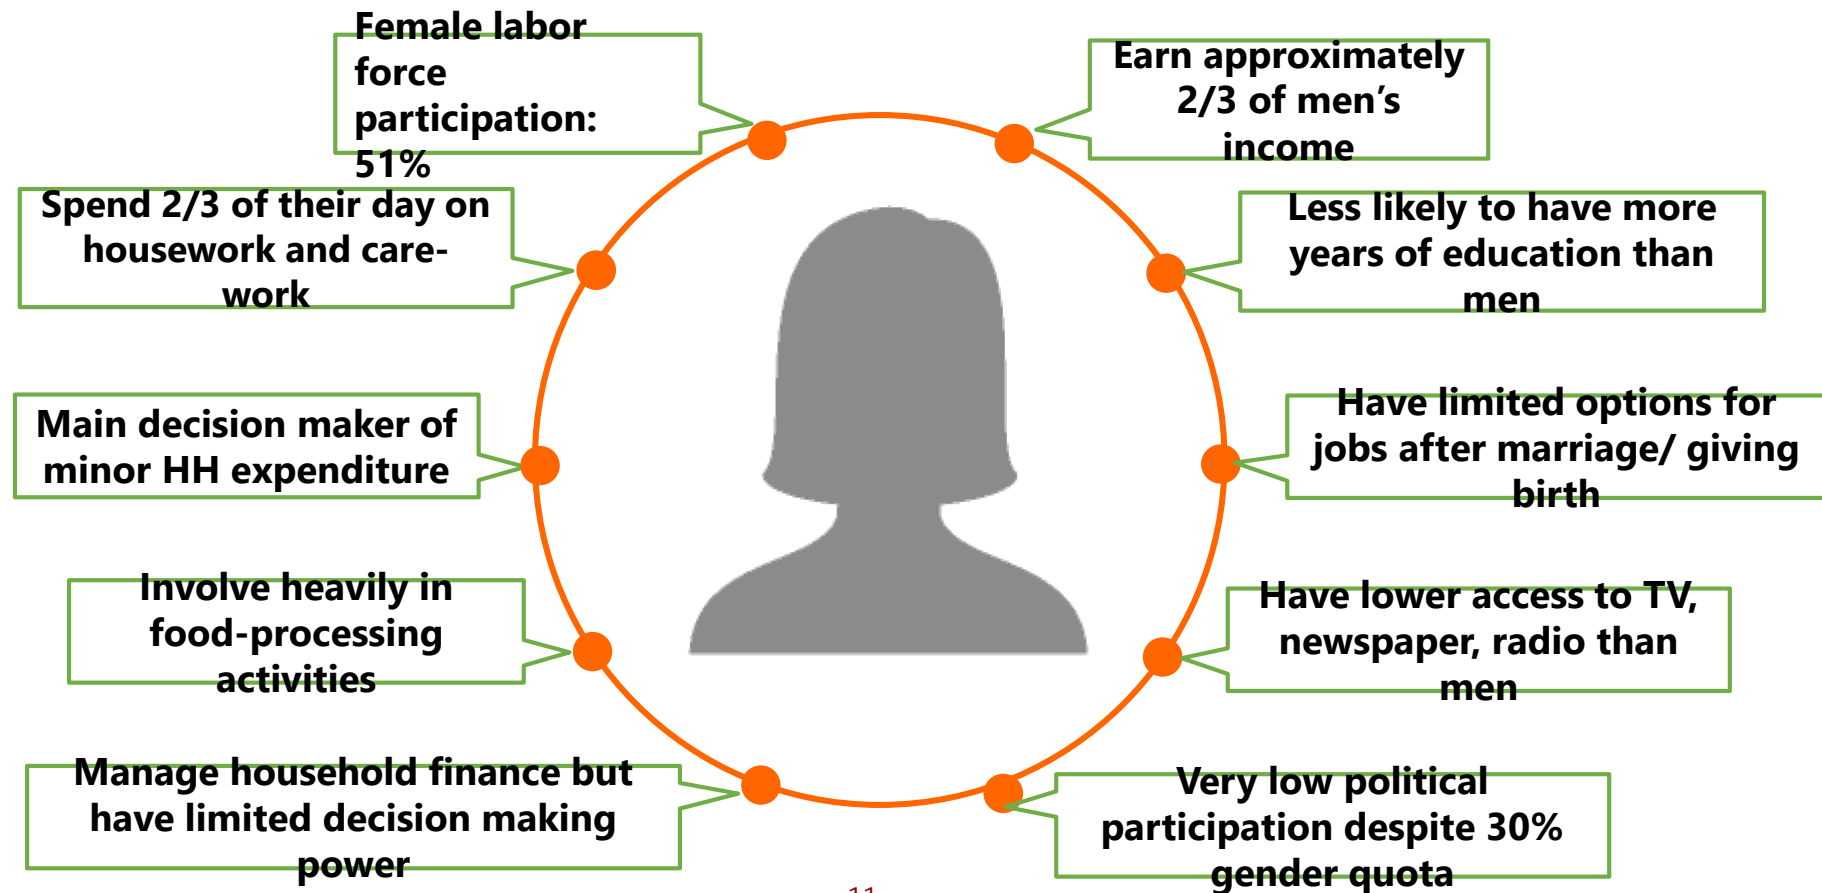 Female labor
force
participation:
51%
Earn approximately
2/3 of men's
income
Spend 2/3 of their day on
housework and care-
work
Less likely to have more
years of education than
men
Main decision maker of
minor HH expenditure
Have limited options for
jobs after marriage/ giving
birth
Involve heavily in
food-processing
activities
Have lower access to TV,
newspaper, radio than
men
Manage household finance but
have limited decision making
power
Very low political
participation despite 30%
gender quota
11